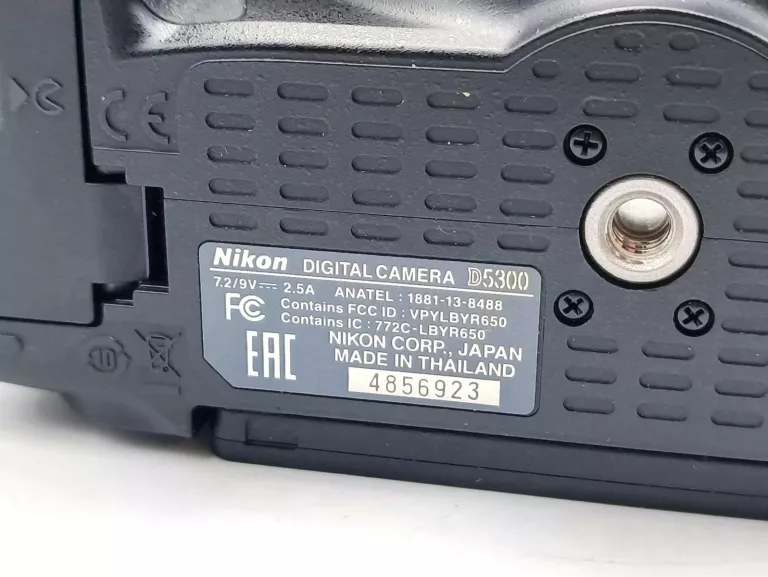 CE
Nikon DIGITAL CAMERA D5300
7.2/9V⎓ 2.5A ANATEL : 1881-13-8488
FC Contains FCC ID : VPYLBYR650
Contains IC : 772C-LBYR650
EAC NIKON CORP., JAPAN
MADE IN THAILAND
4856923
10